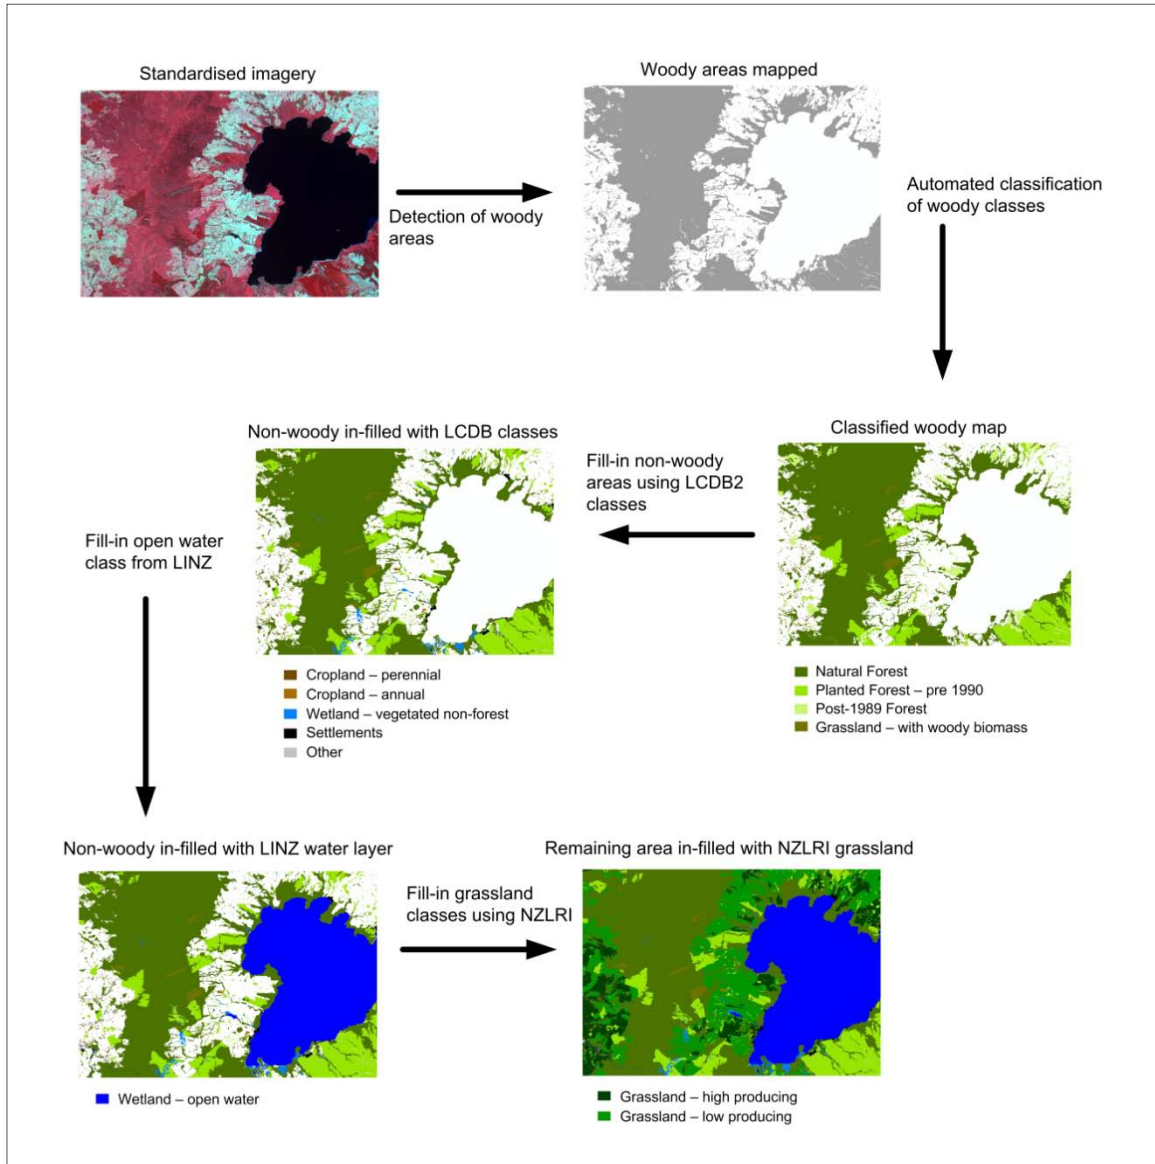 Standardised imagery
Detection of woody
areas
Woody areas mapped
Automated classification
of woody classes
Classified woody map
Natural Forest
Planted Forest – pre 1990
Post-1989 Forest
Grassland – with woody biomass
Fill-in non-woody
areas using LCDB2
classes
Non-woody in-filled with LCDB classes
Cropland – perennial
Cropland – annual
Wetland – vegetated non-forest
Settlements
Other
Fill-in open water
class from LINZ
Non-woody in-filled with LINZ water layer
Wetland – open water
Fill-in grassland
classes using NZLRI
Remaining area in-filled with NZLRI grassland
Grassland – high producing
Grassland – low producing